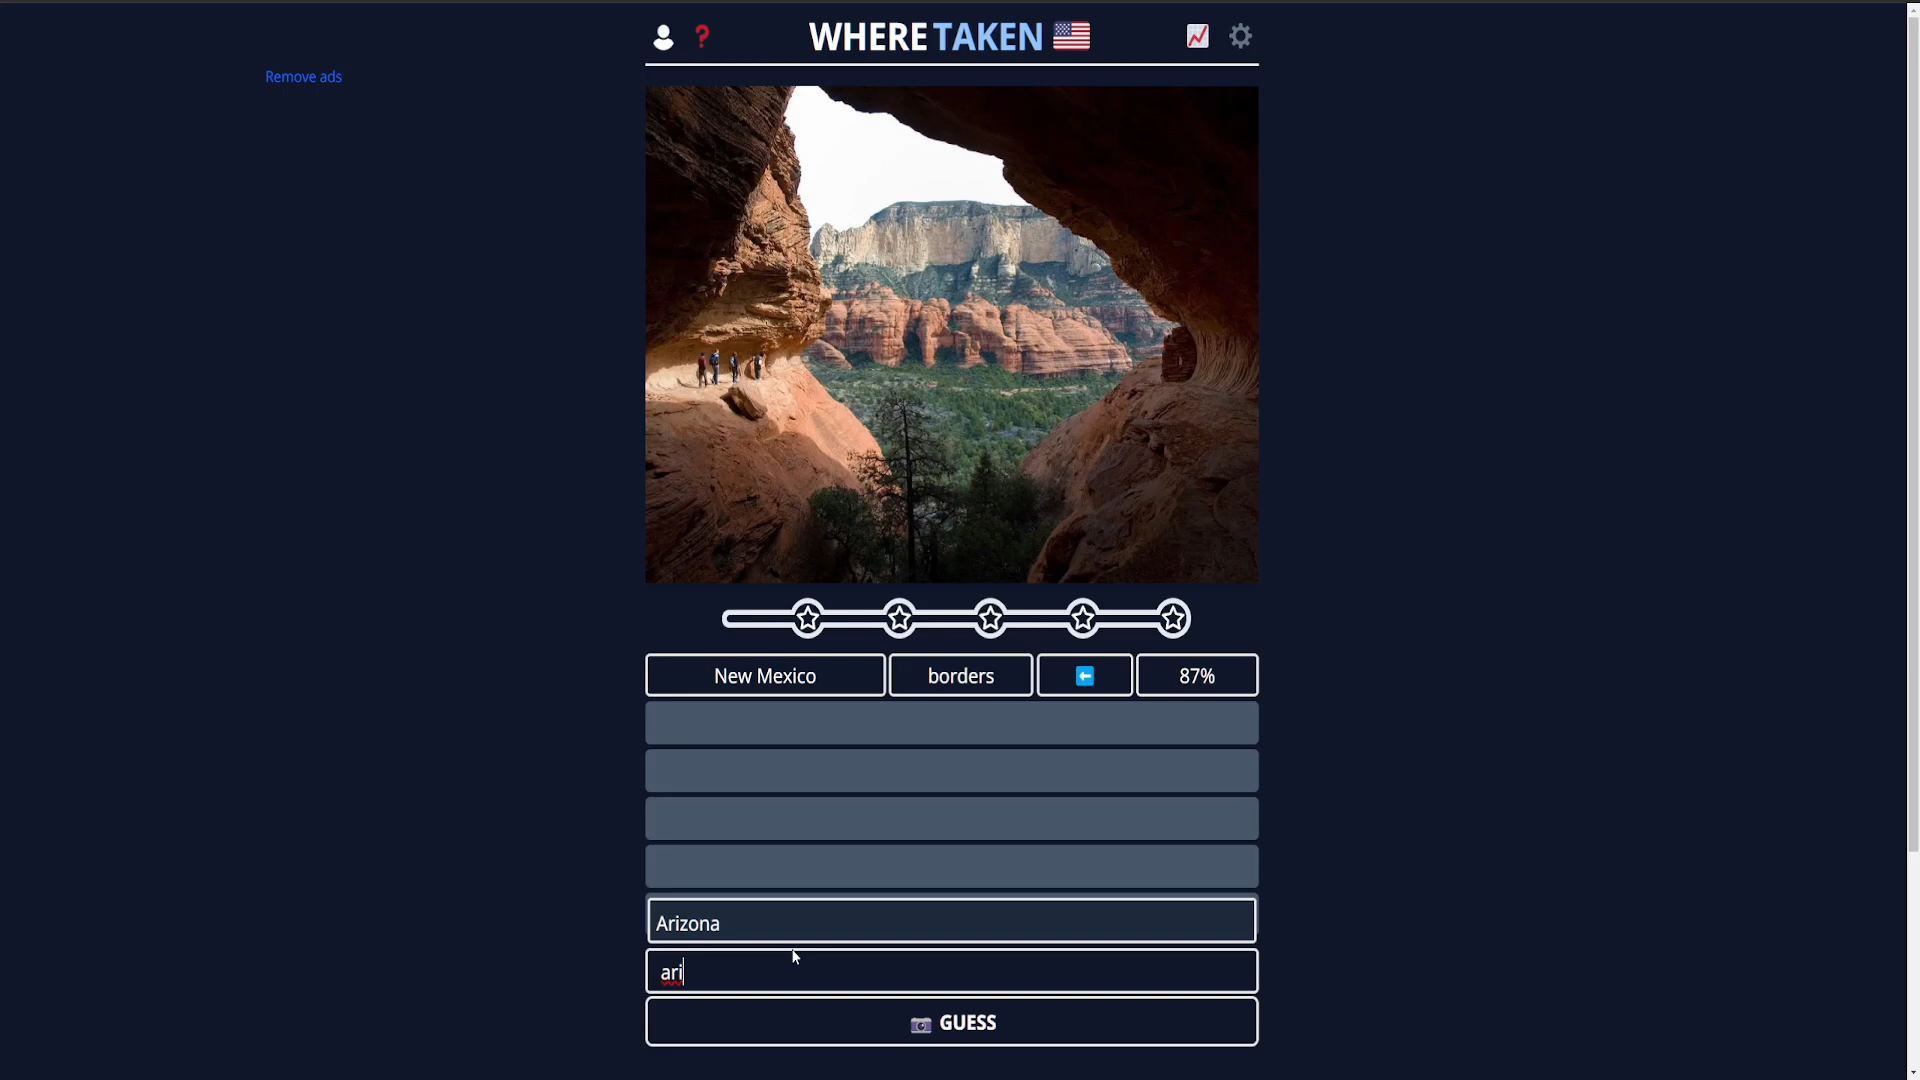 WHERE TAKEN
Remove ads
New Mexico borders 87%
Arizona
ari
GUESS